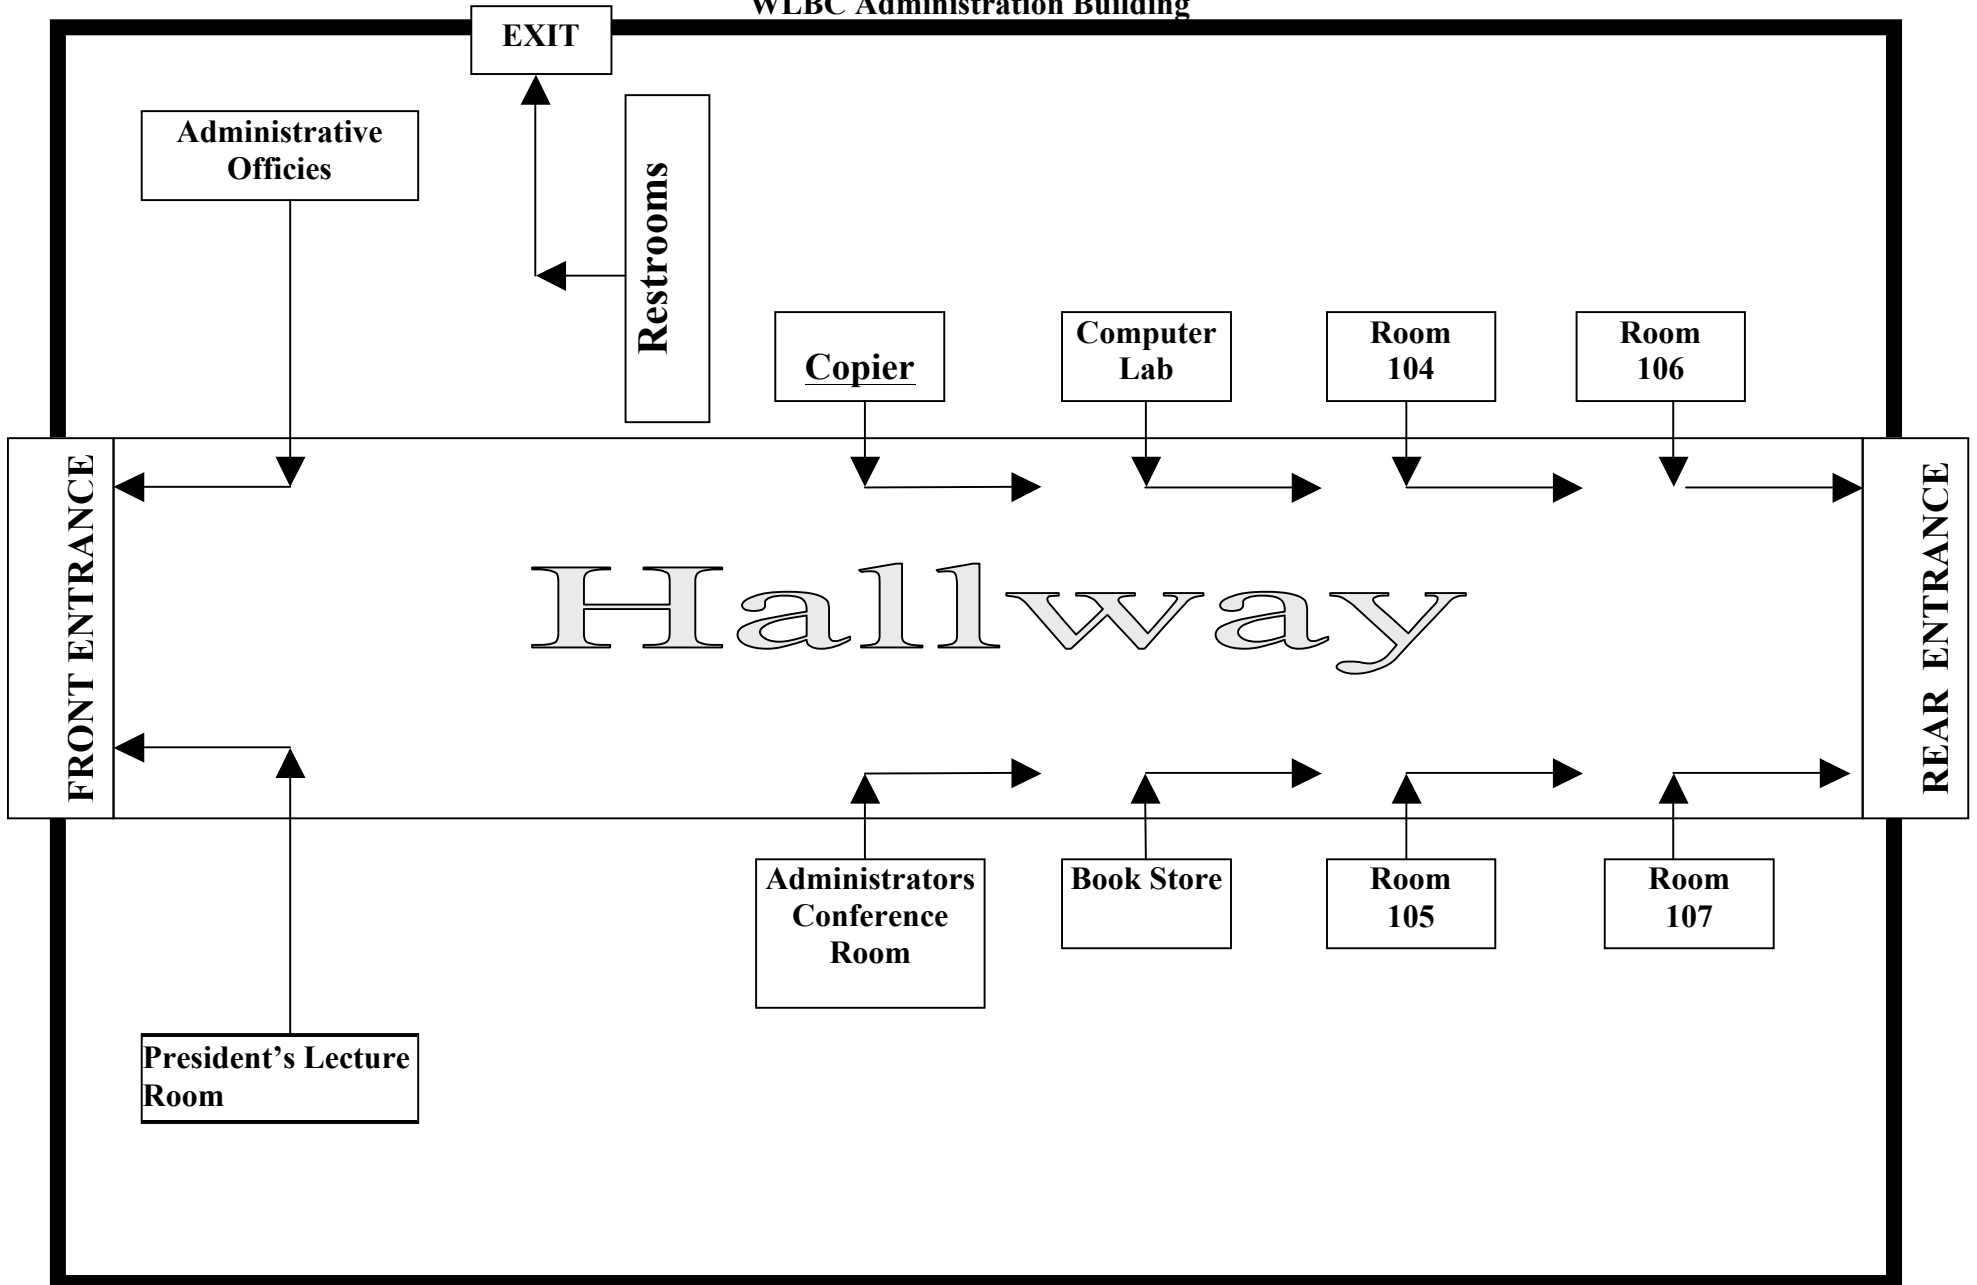 WLBC Administration Building
EXIT
Administrative
Officies
Restrooms
Copier
Computer
Lab
Room
104
Room
106
FRONT ENTRANCE
Hallway
REAR ENTRANCE
Administrators
Conference
Room
Book Store
Room
105
Room
107
President’s Lecture
Room